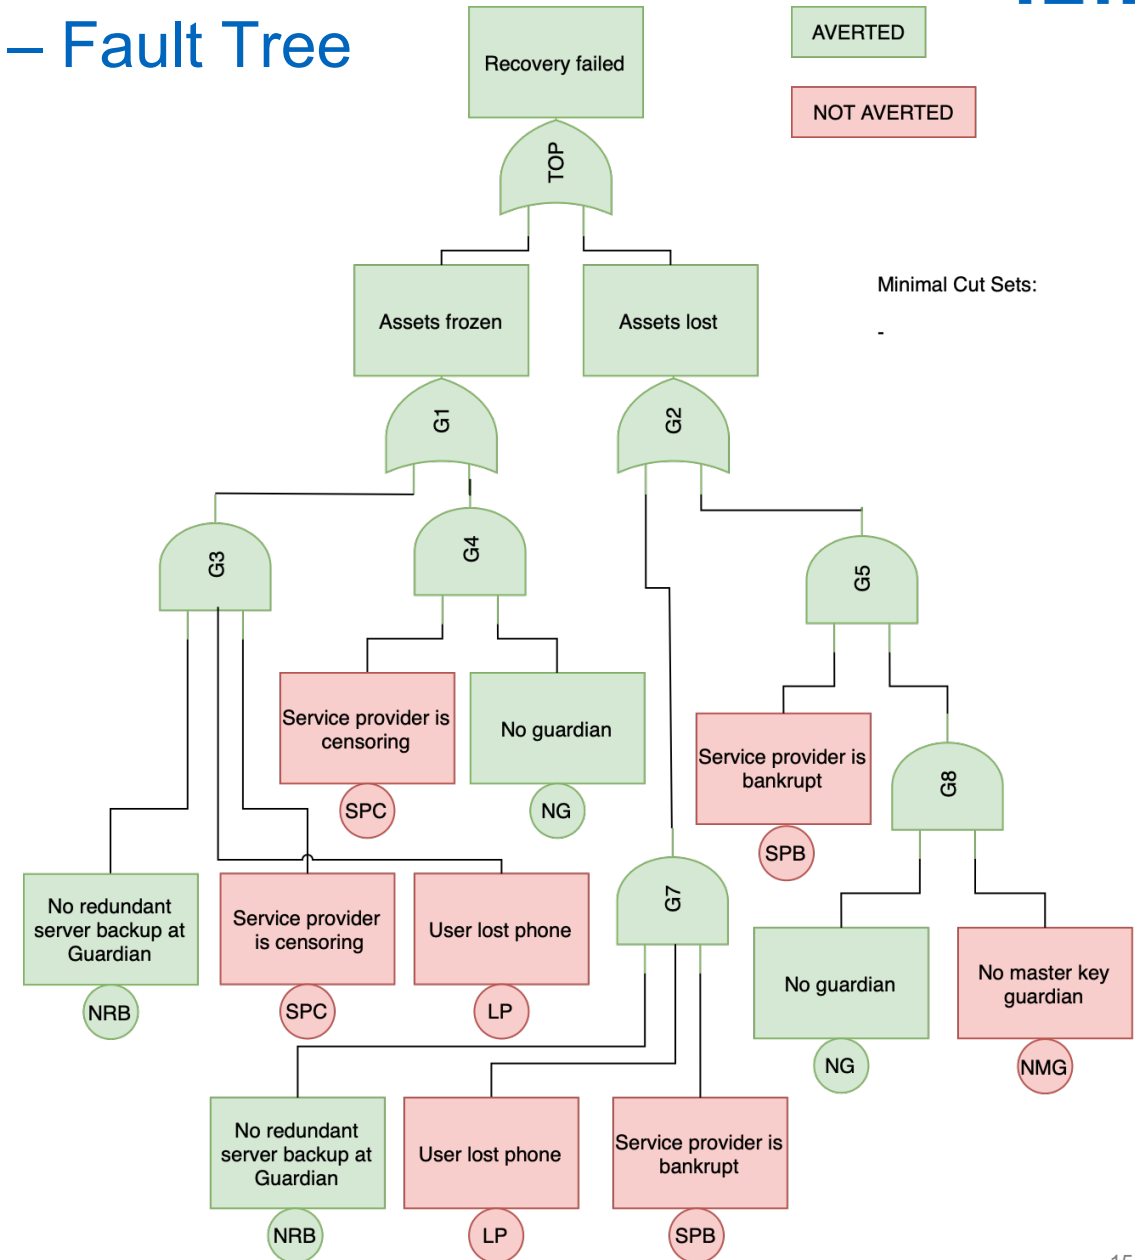 – Fault Tree
Recovery failed
AVERTED
NOT AVERTED
TOP
Assets frozen
Assets lost
Minimal Cut Sets:
-
G1
G2
G3
G4
G5
Service provider is
censoring
SPC
No guardian
NG
Service provider is
bankrupt
SPB
G8
No redundant
server backup at
Guardian
NRB
Service provider
is censoring
SPC
User lost phone
LP
G7
No guardian
NG
No master key
guardian
NMG
No redundant
server backup at
Guardian
NRB
User lost phone
LP
Service provider is
bankrupt
SPB